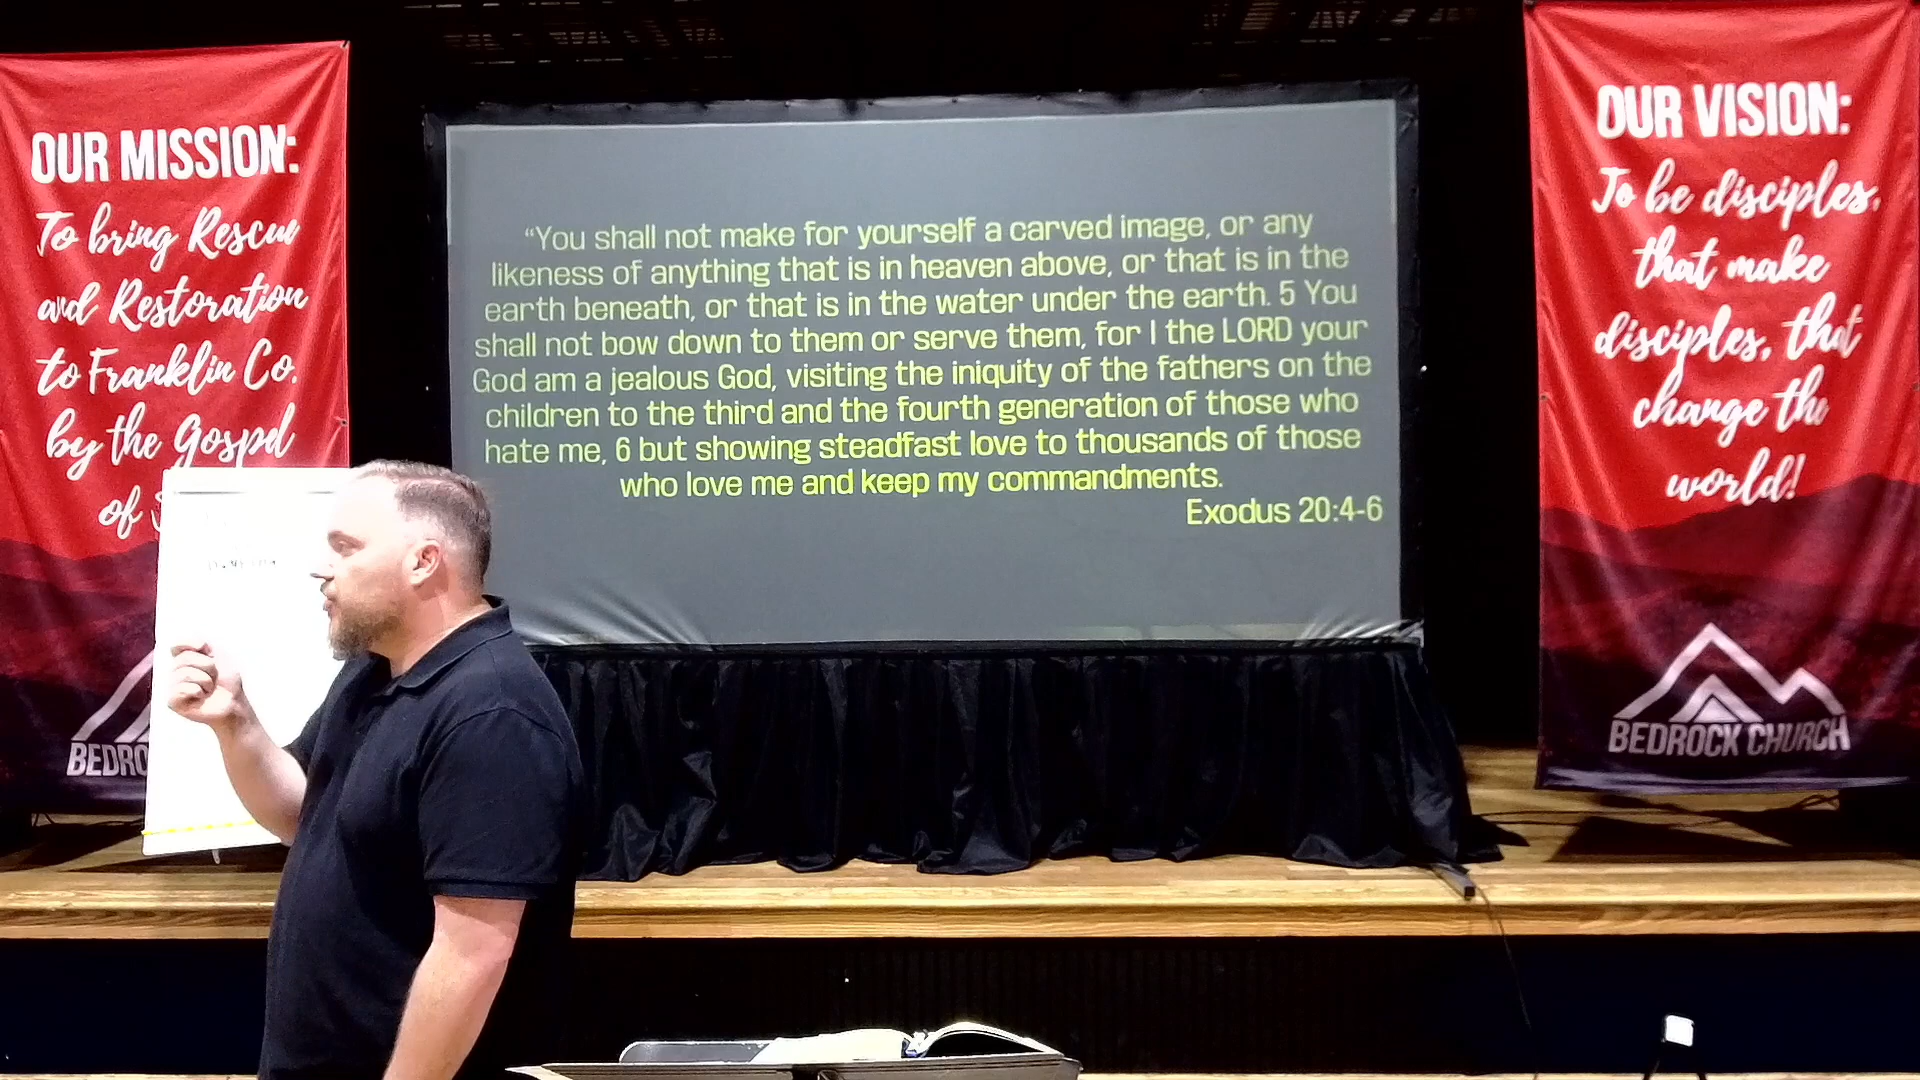 OUR MISSION:
To bring Rescue
and Restoration
to Franklin Co.
by the Gospel
of
BEDRO
“You shall not make for yourself a carved image, or any
likeness of anything that is in heaven above, or that is in the
earth beneath, or that is in the water under the earth. 5 You
shall not bow down to them or serve them, for I the LORD your
God am a jealous God, visiting the iniquity of the fathers on the
children to the third and the fourth generation of those who
hate me, 6 but showing steadfast love to thousands of those
who love me and keep my commandments.
Exodus 20:4-6
OUR VISION:
To be disciples,
that make
disciples, that
change the
world!
BEDROCK CHURCH